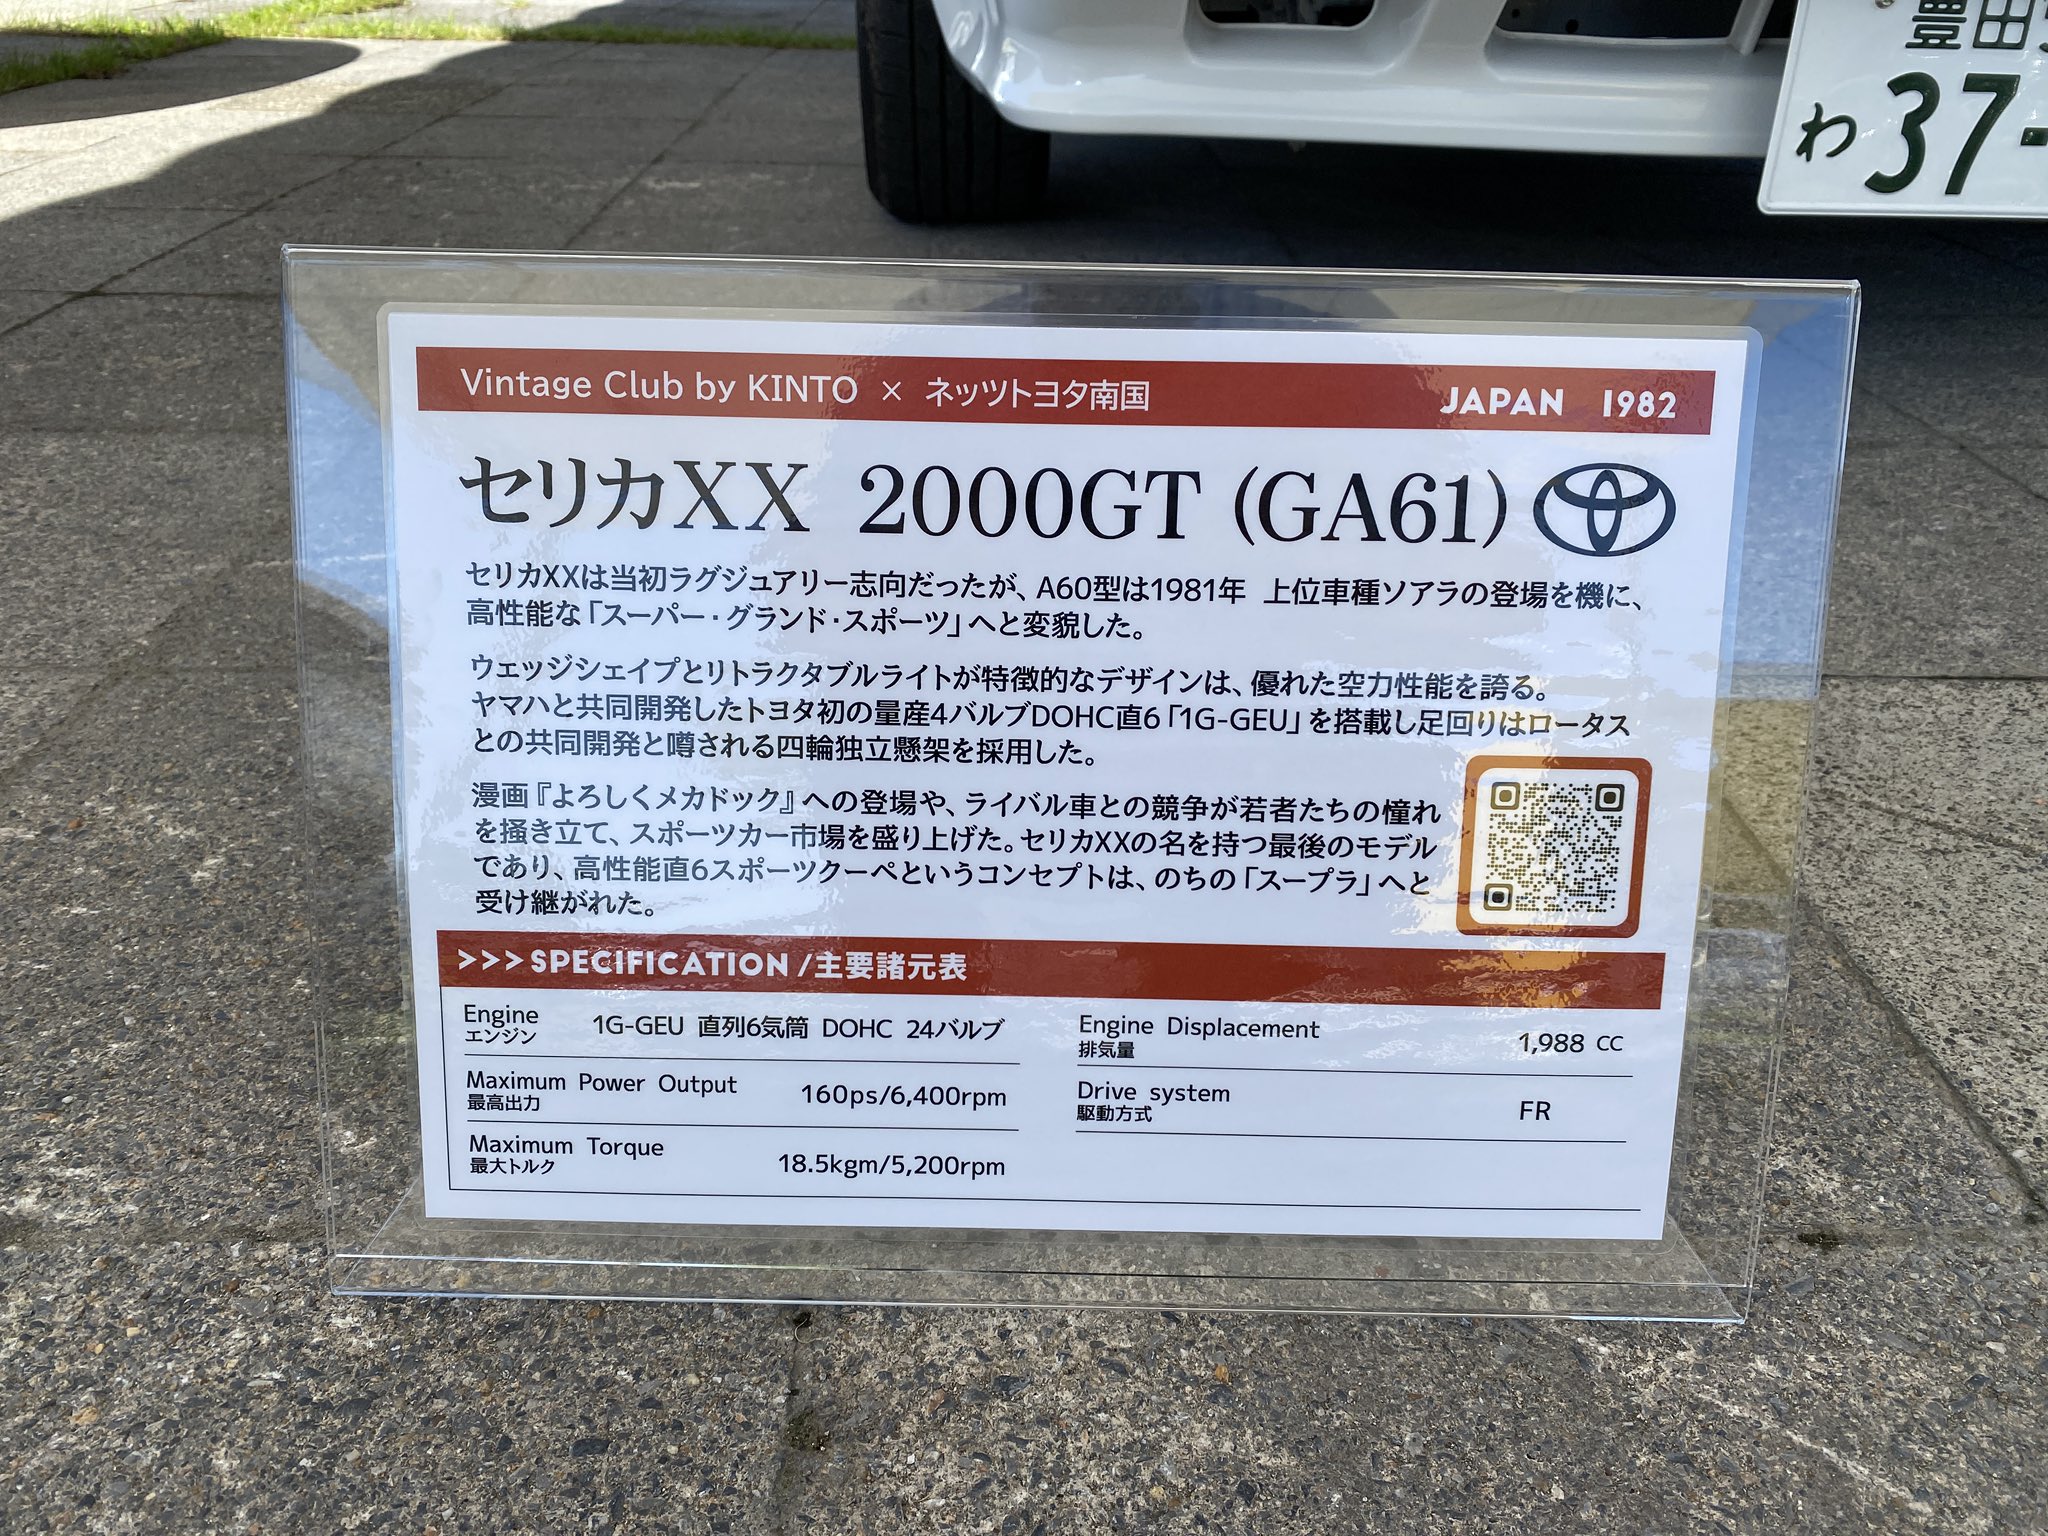 豊田
わ 37-
Vintage Club by KINTO × ネッツトヨタ南国 JAPAN 1982
セリカXX 2000GT (GA61)
セリカXXは当初ラグジュアリー志向だったが、A60型は1981年 上位車種ソアラの登場を機に、
高性能な「スーパー・グランド・スポーツ」へと変貌した。
ウェッジシェイプとリトラクタブルライトが特徴的なデザインは、優れた空力性能を誇る。
ヤマハと共同開発したトヨタ初の量産4バルブDOHC直6「1G-GEU」を搭載し足回りはロータス
との共同開発と噂される四輪独立懸架を採用した。
漫画『よろしくメカドック』への登場や、ライバル車との競争が若者たちの憧れ
を掻き立て、スポーツカー市場を盛り上げた。セリカXXの名を持つ最後のモデル
であり、高性能直6スポーツクーペというコンセプトは、のちの「スープラ」へと
受け継がれた。
>>> SPECIFICATION /主要諸元表
Engine
エンジン
1G-GEU 直列6気筒 DOHC 24バルブ
Maximum Power Output
最高出力
160ps/6,400rpm
Maximum Torque
最大トルク
18.5kgm/5,200rpm
Engine Displacement
排気量
1,988 CC
Drive system
駆動方式
FR